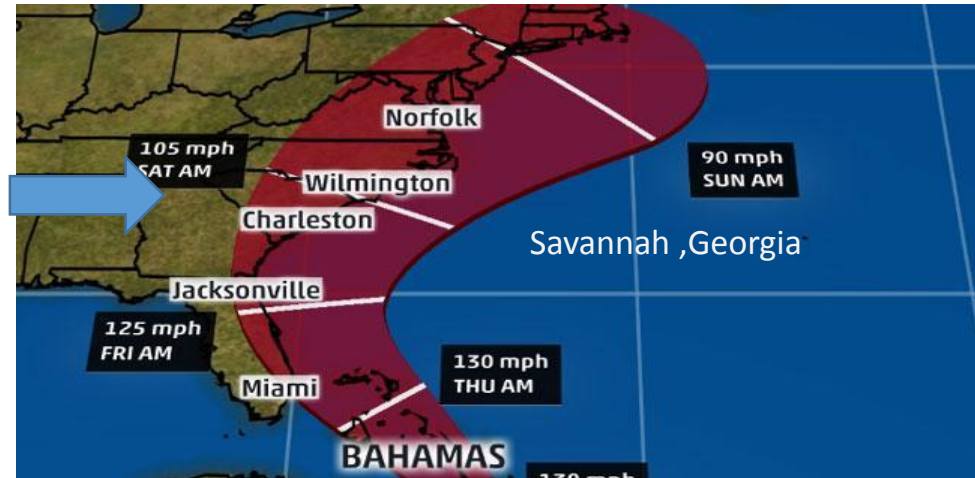 Norfolk
105 mph
SAT AM
90 mph
SUN AM
Wilmington
Charleston
Savannah ,Georgia
Jacksonville
125 mph
FRI AM
130 mph
THU AM
Miami
BAHAMAS